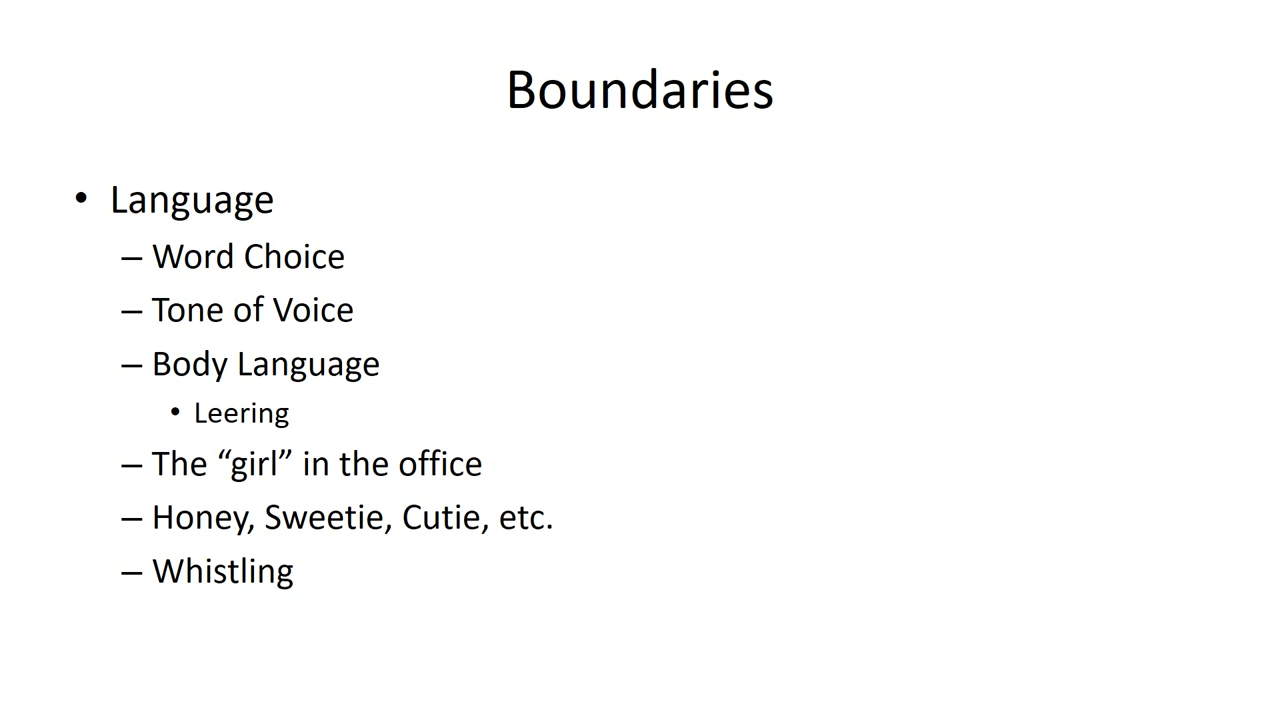 Boundaries
• Language
– Word Choice
– Tone of Voice
– Body Language
• Leering
– The “girl” in the office
– Honey, Sweetie, Cutie, etc.
– Whistling